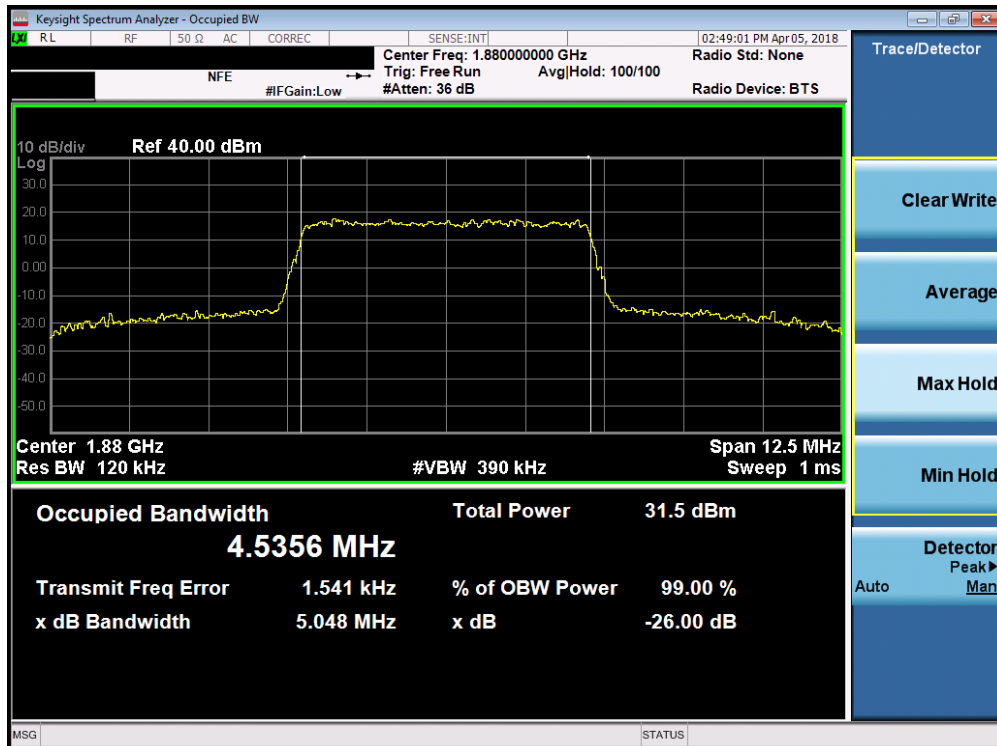 Keysight Spectrum Analyzer - Occupied BW
LXI RL RF 50 Ω AC CORREC SENSE:INT 02:49:01 PM Apr 05, 2018
NFE
#IFGain:Low
Center Freq: 1.880000000 GHz
Trig: Free Run Avg|Hold: 100/100
#Atten: 36 dB
Radio Std: None
Radio Device: BTS
10 dB/div Ref 40.00 dBm
Log
30.0
20.0
10.0
0.00
-10.0
-20.0
-30.0
-40.0
-50.0
Center 1.88 GHz Span 12.5 MHz
Res BW 120 kHz #VBW 390 kHz Sweep 1 ms
Occupied Bandwidth Total Power 31.5 dBm
4.5356 MHz
Transmit Freq Error 1.541 kHz % of OBW Power 99.00 %
x dB Bandwidth 5.048 MHz x dB -26.00 dB
MSG STATUS
Trace/Detector
Clear Write
Average
Max Hold
Min Hold
Detector
Peak▶
Auto Man